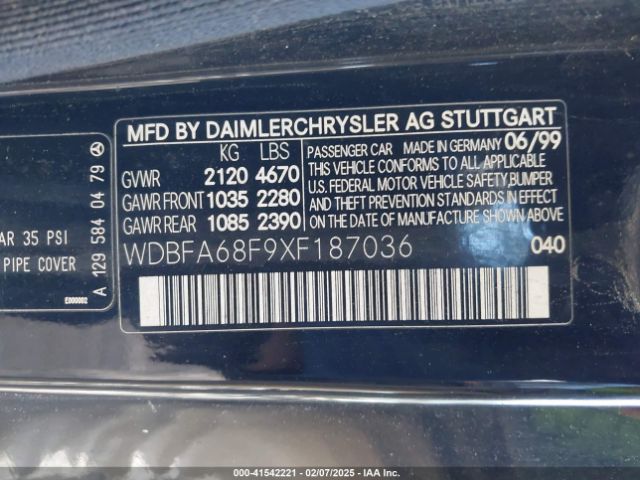 MFD BY DAIMLERCHRYSLER AG STUTTGART
KG LBS
GVWR 2120 4670
GAWR FRONT 1035 2280
GAWR REAR 1085 2390
PASSENGER CAR MADE IN GERMANY 06/99
THIS VEHICLE CONFORMS TO ALL APPLICABLE
U.S. FEDERAL MOTOR VEHICLE SAFETY,BUMPER
AND THEFT PREVENTION STANDARDS IN EFFECT
ON THE DATE OF MANUFACTURE SHOWN ABOVE
WDBFA68F9XF187036 040
AR 35 PSI
PIPE COVER
E000002
A 129 584 04 79
000-41542221 - 02/07/2025 - IAA Inc.